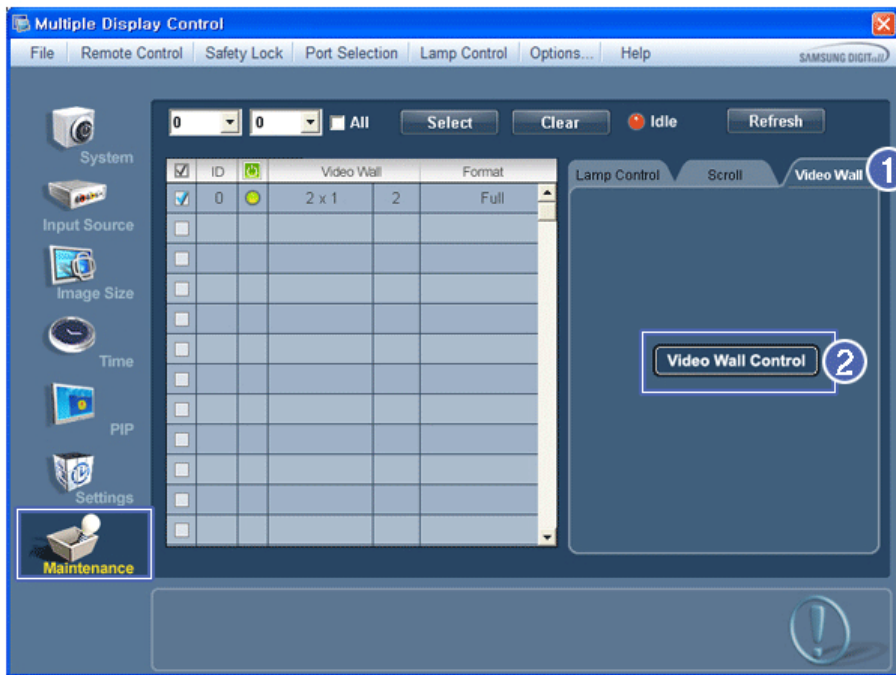 Multiple Display Control
File Remote Control Safety Lock Port Selection Lamp Control Options... Help SAMSUNG DIGITall
0 0 All Select Clear Idle Refresh
System
Input Source
Image Size
Time
PIP
Settings
Maintenance
ID Video Wall Format
0 2 x 1 2 Full
Lamp Control Scroll Video Wall 1
Video Wall Control 2